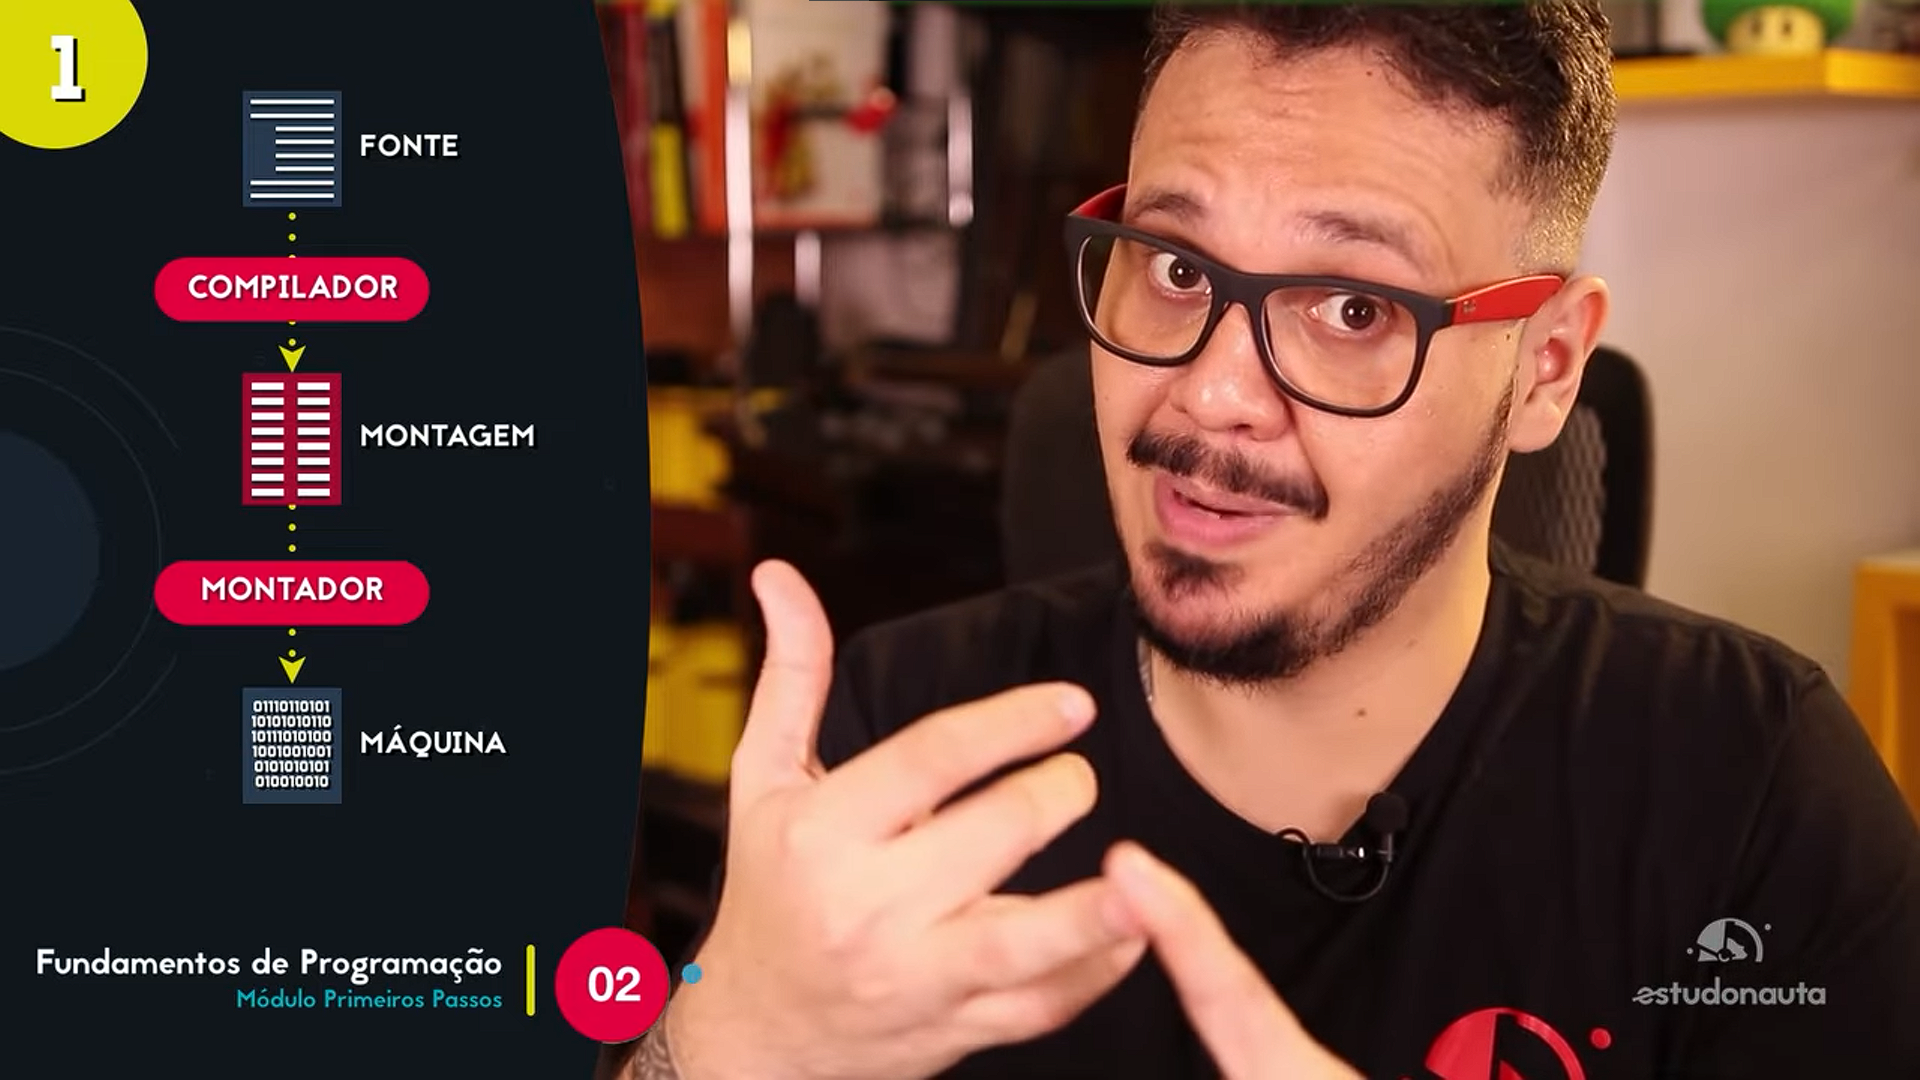 1
FONTE
COMPILADOR
MONTAGEM
MONTADOR
01110110101
10101010110
10111010100
1001001001
0101010101
010010010
MÁQUINA
Fundamentos de Programação
Módulo Primeiros Passos
02
estudonauta